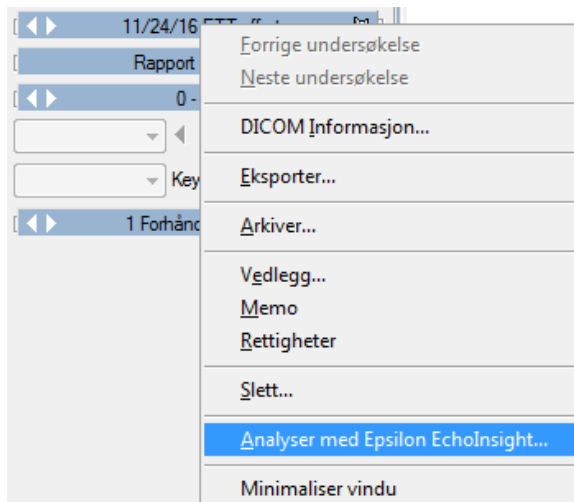 11/24/16
Rapport
0 -
Key
1 Forhånd
Forrige undersøkelse
Neste undersøkelse
DICOM Informasjon...
Eksporter...
Arkiver...
Vedlegg...
Memo
Rettigheter
Slett...
Analyser med Epsilon EchoInsight...
Minimaliser vindu